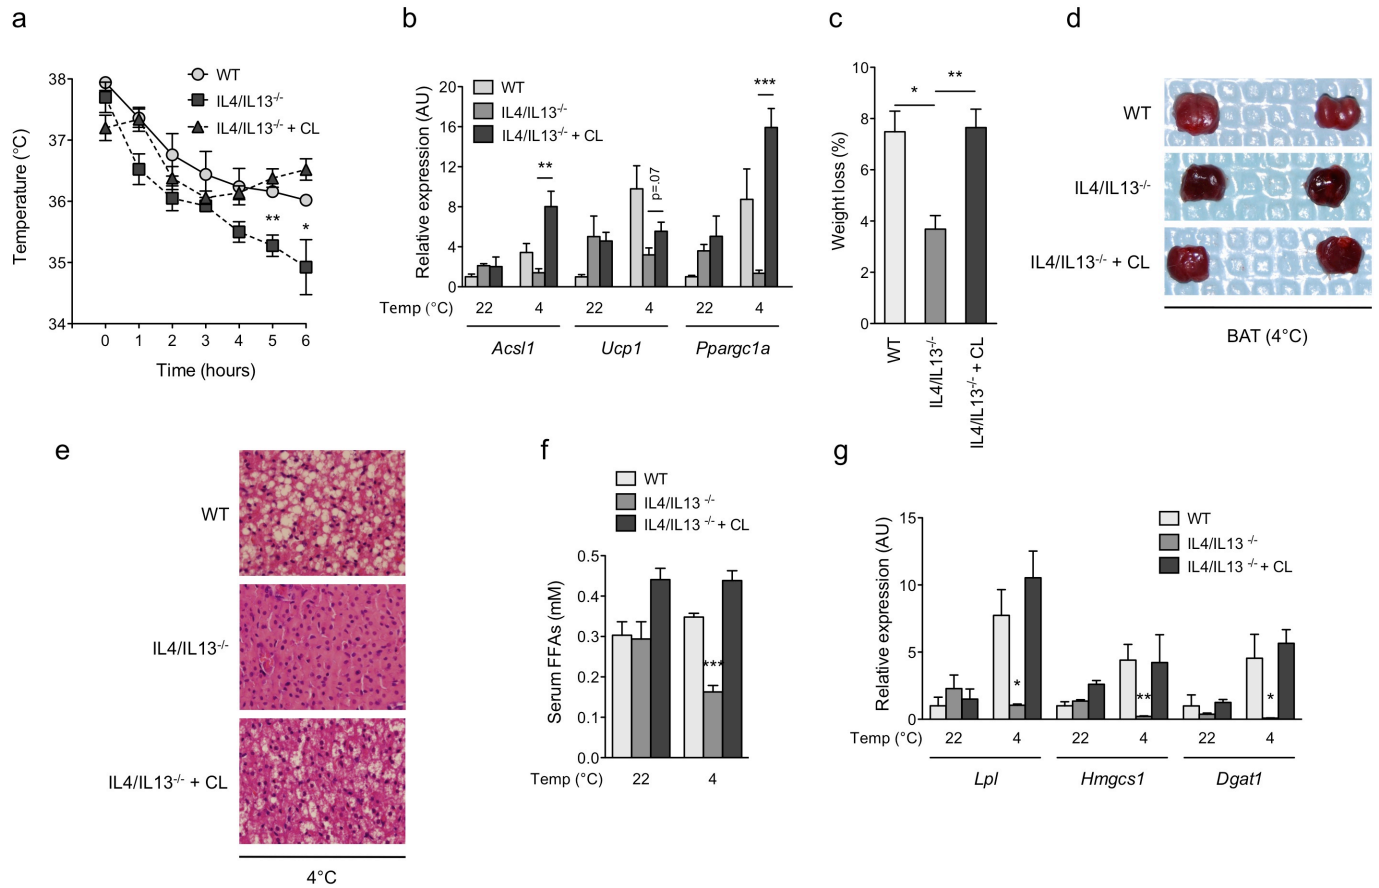 a
WT
IL4/IL13-/-
IL4/IL13-/- + CL
Temperature (°C)
38
37
36
35
34
**
*
0 1 2 3 4 5 6
Time (hours)
b
WT
IL4/IL13-/-
IL4/IL13-/- + CL
Relative expression (AU)
20
16
12
8
4
0
**
p=.07
***
Temp (°C) 22 4 22 4 22 4
Acsl1 Ucp1 Ppargc1a
c
Weight loss (%)
10
8
6
4
2
0
* **
WT
IL4/IL13-/-
IL4/IL13-/- + CL
d
WT
IL4/IL13-/-
IL4/IL13-/- + CL
BAT (4°C)
e
WT
IL4/IL13-/-
IL4/IL13-/- + CL
4°C
f
WT
IL4/IL13 -/-
IL4/IL13 -/- + CL
Serum FFAs (mM)
0.5
0.4
0.3
0.2
0.1
0.0
***
Temp (°C) 22 4
g
WT
IL4/IL13 -/-
IL4/IL13 -/- + CL
Relative expression (AU)
15
10
5
0
* ** *
Temp (°C) 22 4 22 4 22 4
Lpl Hmgcs1 Dgat1